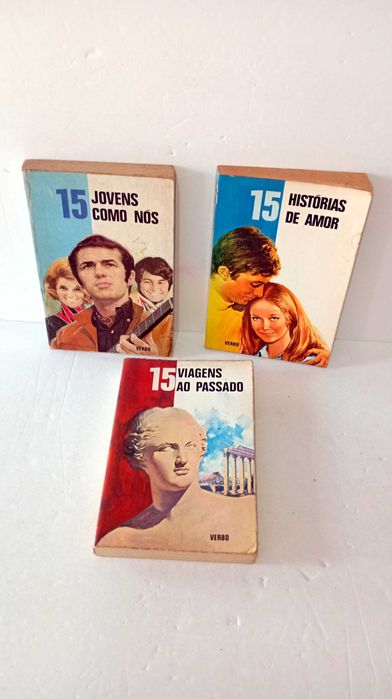 15 JOVENS
COMO NÓS
VERBO
15 HISTÓRIAS
DE AMOR
VERBO
15 VIAGENS
AO PASSADO
VERBO